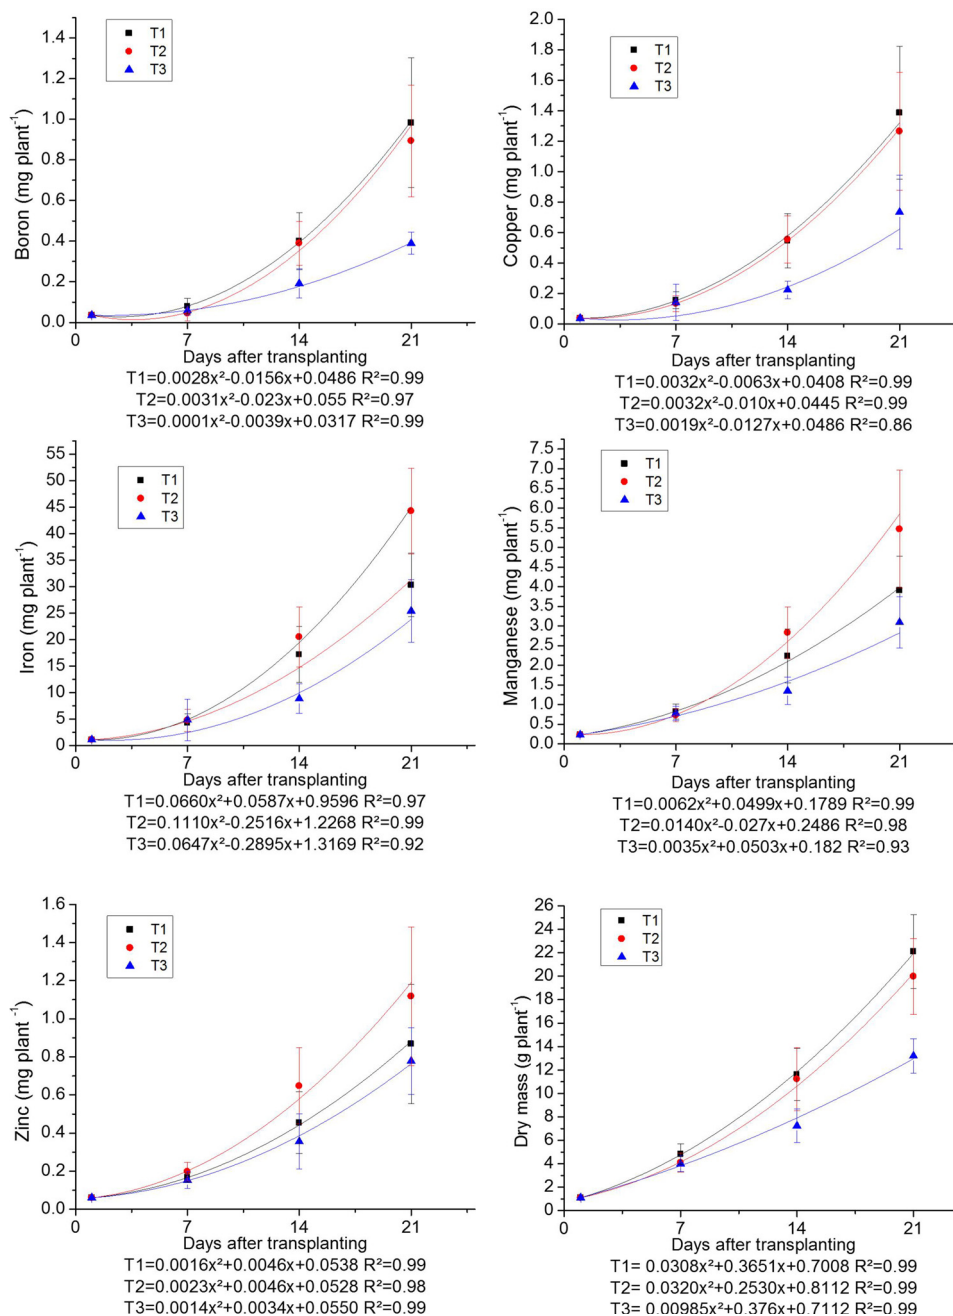 T1
T2
T3
1.4
1.2
1.0
0.8
0.6
0.4
0.2
0.0
Boron (mg plant⁻¹)
0
7
14
21
Days after transplanting
T1=0.0028x²-0.0156x+0.0486 R²=0.99
T2=0.0031x²-0.023x+0.055 R²=0.97
T3=0.0001x²-0.0039x+0.0317 R²=0.99
T1
T2
T3
2.0
1.8
1.6
1.4
1.2
1.0
0.8
0.6
0.4
0.2
0.0
Copper (mg plant⁻¹)
0
7
14
21
Days after transplanting
T1=0.0032x²-0.0063x+0.0408 R²=0.99
T2=0.0032x²-0.010x+0.0445 R²=0.99
T3=0.0019x²-0.0127x+0.0486 R²=0.86
T1
T2
T3
55
50
45
40
35
30
25
20
15
10
5
0
Iron (mg plant⁻¹)
0
7
14
21
Days after transplanting
T1=0.0660x²+0.0587x+0.9596 R²=0.97
T2=0.1110x²-0.2516x+1.2268 R²=0.99
T3=0.0647x²-0.2895x+1.3169 R²=0.92
T1
T2
T3
7.5
7.0
6.5
6.0
5.5
5.0
4.5
4.0
3.5
3.0
2.5
2.0
1.5
1.0
0.5
0.0
Manganese (mg plant⁻¹)
0
7
14
21
Days after transplanting
T1=0.0062x²+0.0499x+0.1789 R²=0.99
T2=0.0140x²-0.027x+0.2486 R²=0.98
T3=0.0035x²+0.0503x+0.182 R²=0.93
T1
T2
T3
1.6
1.4
1.2
1.0
0.8
0.6
0.4
0.2
0.0
Zinc (mg plant⁻¹)
0
7
14
21
Days after transplanting
T1=0.0016x²+0.0046x+0.0538 R²=0.99
T2=0.0023x²+0.0046x+0.0528 R²=0.98
T3=0.0014x²+0.0034x+0.0550 R²=0.99
T1
T2
T3
26
24
22
20
18
16
14
12
10
8
6
4
2
0
Dry mass (g plant⁻¹)
0
7
14
21
Days after transplanting
T1= 0.0308x²+0.3651x+0.7008 R²=0.99
T2= 0.0320x²+0.2530x+0.8112 R²=0.99
T3= 0.00985x²+0.376x+0.7112 R²=0.99